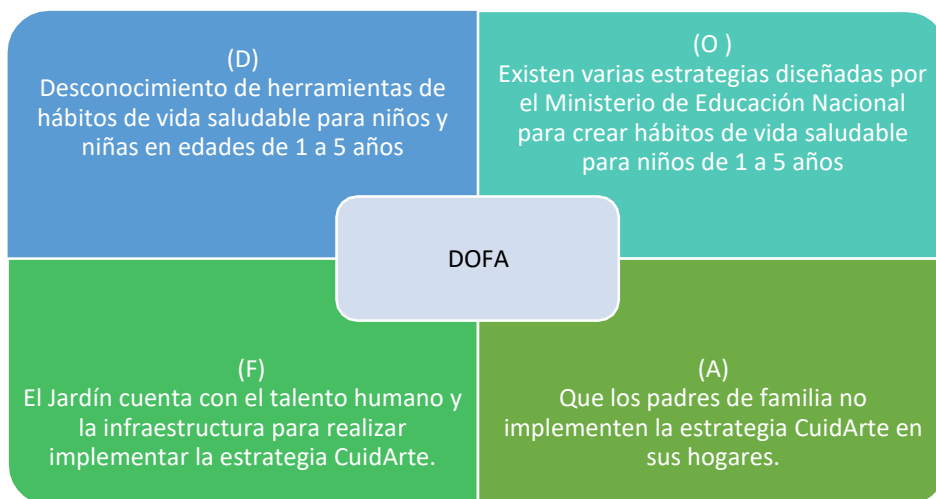 (D)
Desconocimiento de herramientas de
hábitos de vida saludable para niños y
niñas en edades de 1 a 5 años
(O )
Existen varias estrategias diseñadas por
el Ministerio de Educación Nacional
para crear hábitos de vida saludable
para niños de 1 a 5 años
DOFA
(F)
El Jardín cuenta con el talento humano y
la infraestructura para realizar
implementar la estrategia CuidArte.
(A)
Que los padres de familia no
implementen la estrategia CuidArte en
sus hogares.